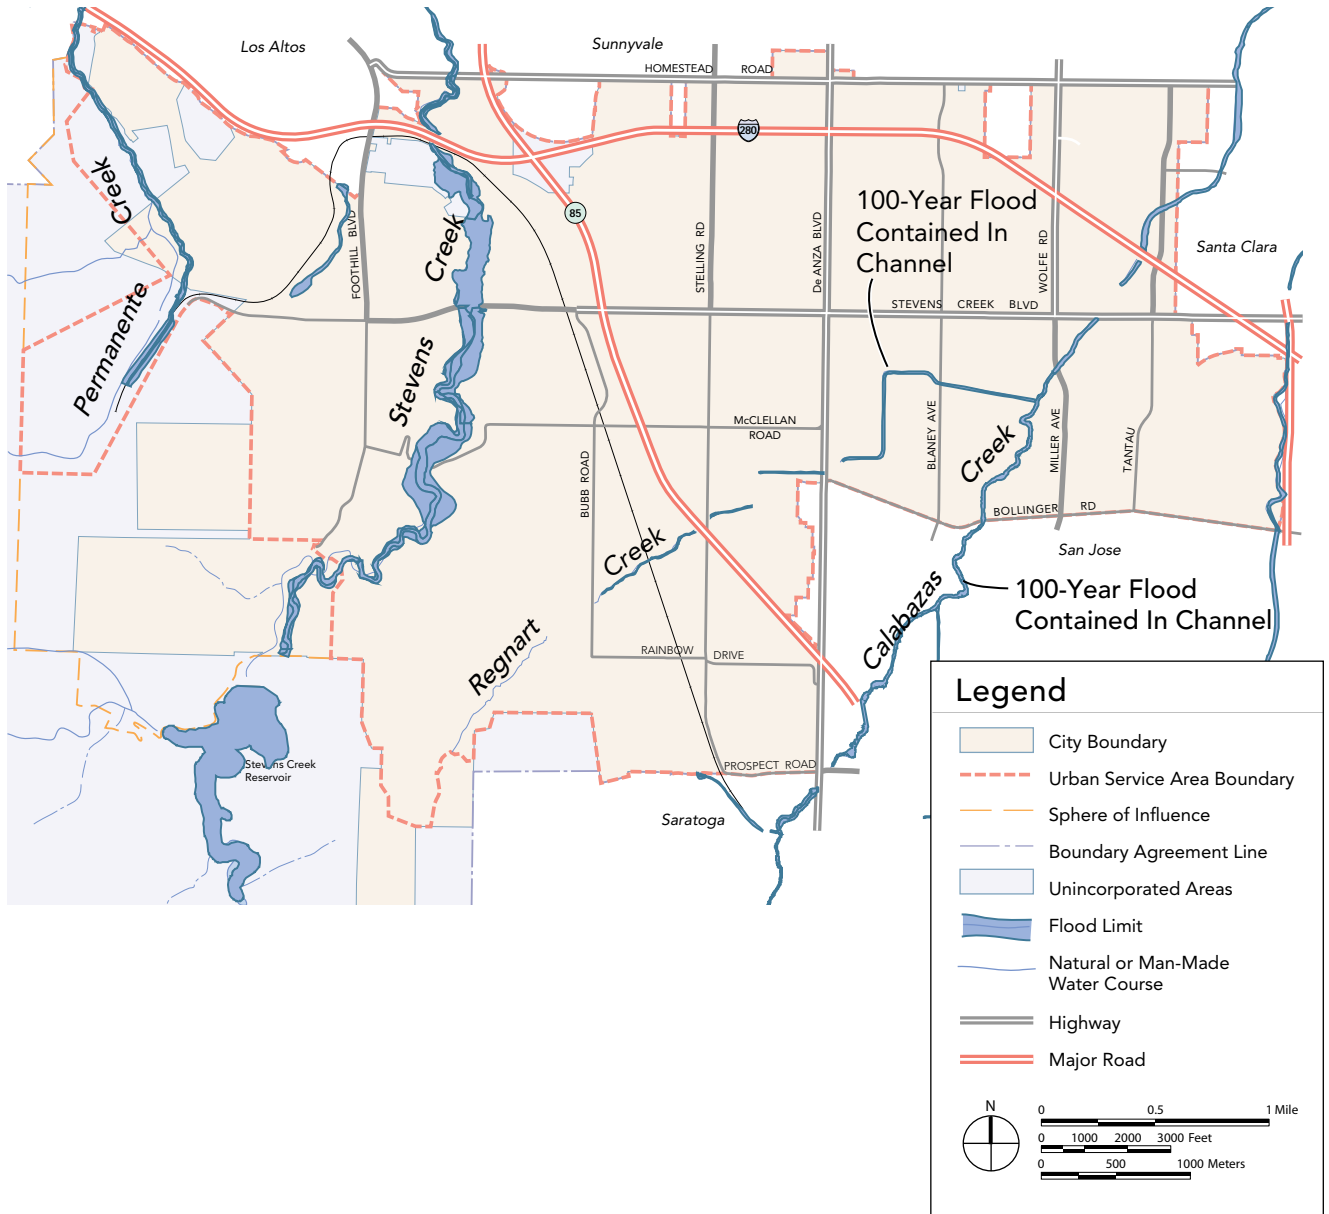 Los Altos
Sunnyvale
HOMESTEAD ROAD
280
85
Creek
Permanente
FOOTHILL BLVD
Creek
Stevens
STELLING RD
De ANZA BLVD
100-Year Flood
Contained In
Channel
WOLFE RD
Santa Clara
STEVENS CREEK BLVD
McCLELLAN
ROAD
BUBB ROAD
BLANEY AVE
Creek
MILLER AVE
TANTAU
BOLLINGER RD
San Jose
Creek
Regnart
RAINBOW DRIVE
Calabazas
100-Year Flood
Contained In Channel
PROSPECT ROAD
Stevens Creek
Reservoir
Saratoga
Legend
City Boundary
Urban Service Area Boundary
Sphere of Influence
Boundary Agreement Line
Unincorporated Areas
Flood Limit
Natural or Man-Made
Water Course
Highway
Major Road
N
0 0.5 1 Mile
0 1000 2000 3000 Feet
0 500 1000 Meters